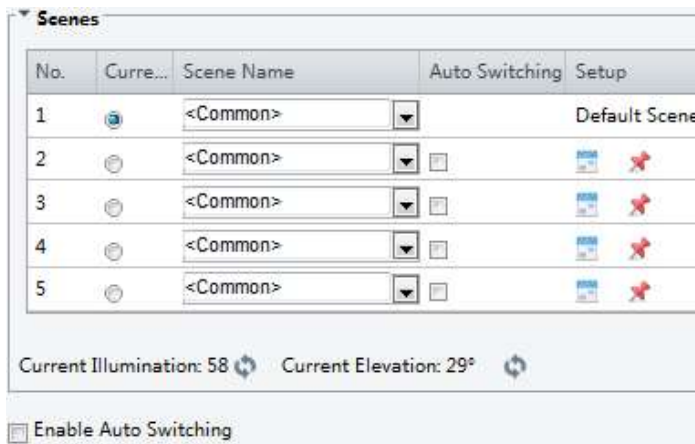 Scenes
No. Curre... Scene Name Auto Switching Setup
1 <Common> Default Scene
2 <Common>
3 <Common>
4 <Common>
5 <Common>
Current Illumination: 58 Current Elevation: 29°
Enable Auto Switching